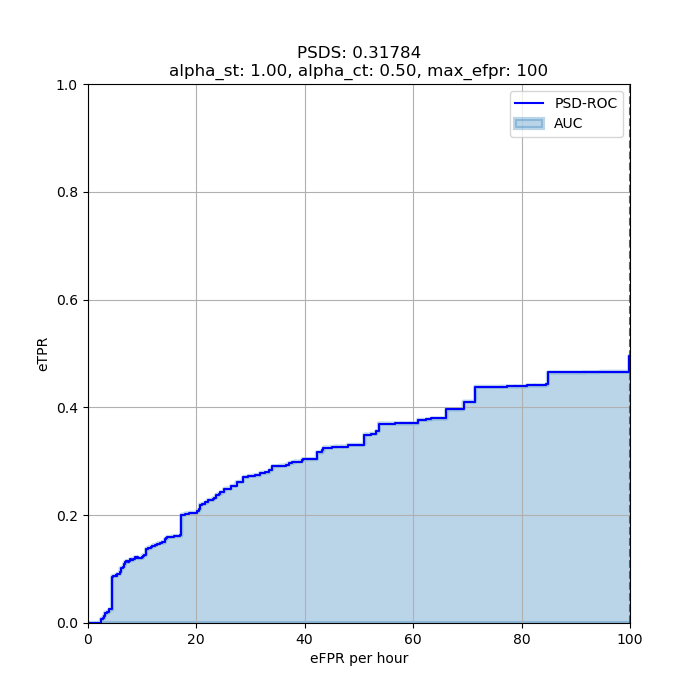 PSDS: 0.31784
alpha_st: 1.00, alpha_ct: 0.50, max_efpr: 100
PSD-ROC
AUC
1.0
0.8
0.6
0.4
0.2
0.0
eTPR
0 20 40 60 80 100
eFPR per hour